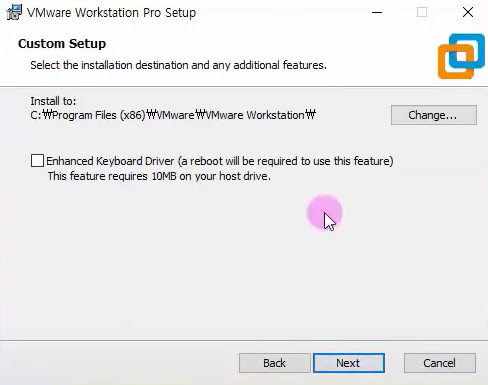 VMware Workstation Pro Setup
Custom Setup
Select the installation destination and any additional features.
Install to:
C:₩Program Files (x86)₩VMware₩VMware Workstation₩
Change...
Enhanced Keyboard Driver (a reboot will be required to use this feature)
This feature requires 10MB on your host drive.
Back
Next
Cancel